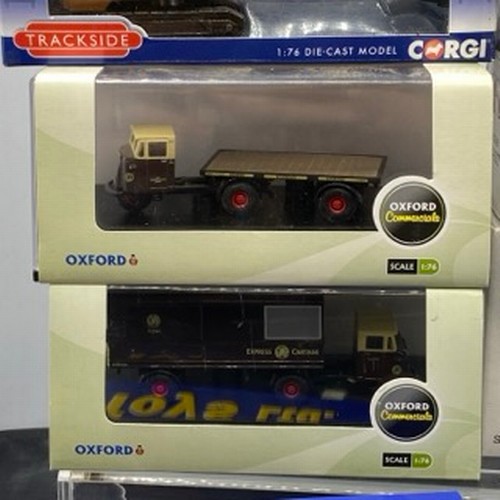 TRACKSIDE
1:76 DIE-CAST MODEL CORGI
OXFORD
Commercials
OXFORD
SCALE 1:76
EXPRESS CARTAGE
OXFORD
Commercials
OXFORD
SCALE 1:76